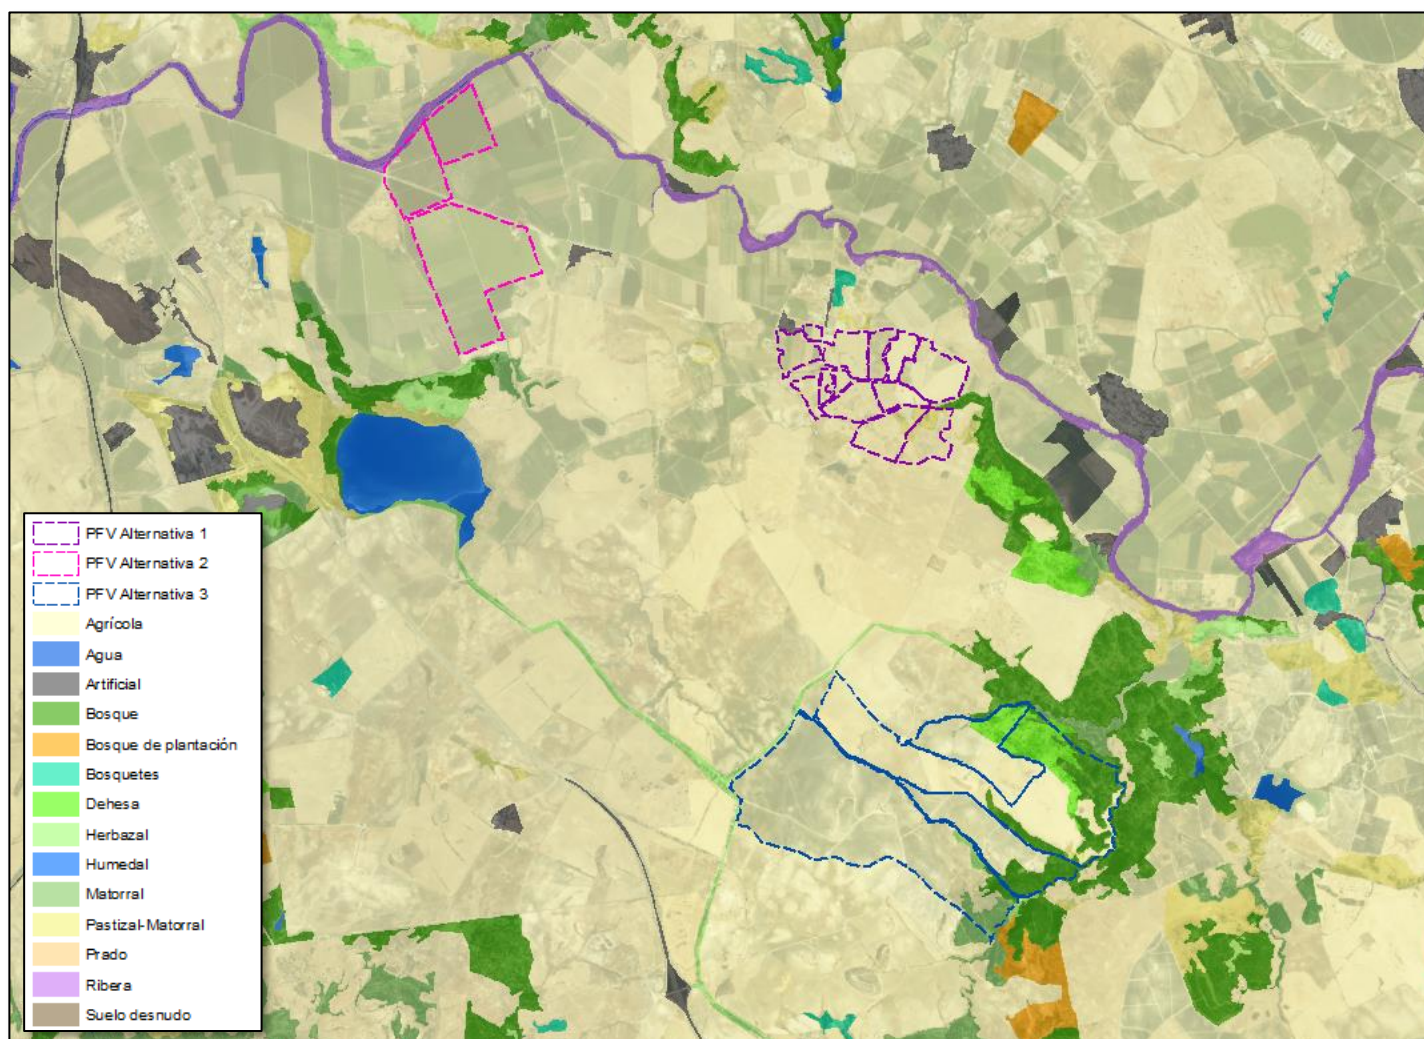 PFV Alternativa 1
PFV Alternativa 2
PFV Alternativa 3
Agrícola
Agua
Artificial
Bosque
Bosque de plantación
Bosquetes
Dehesa
Herbazal
Humedal
Matorral
Pastizal-Matorral
Prado
Ribera
Suelo desnudo